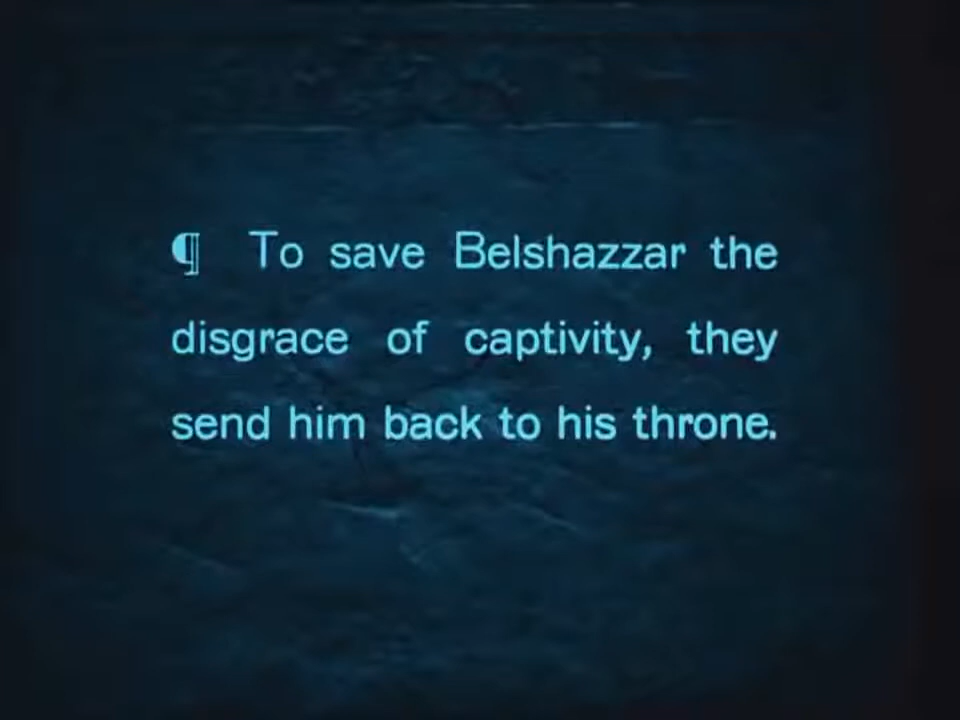 ¶ To save Belshazzar the
disgrace of captivity, they
send him back to his throne.